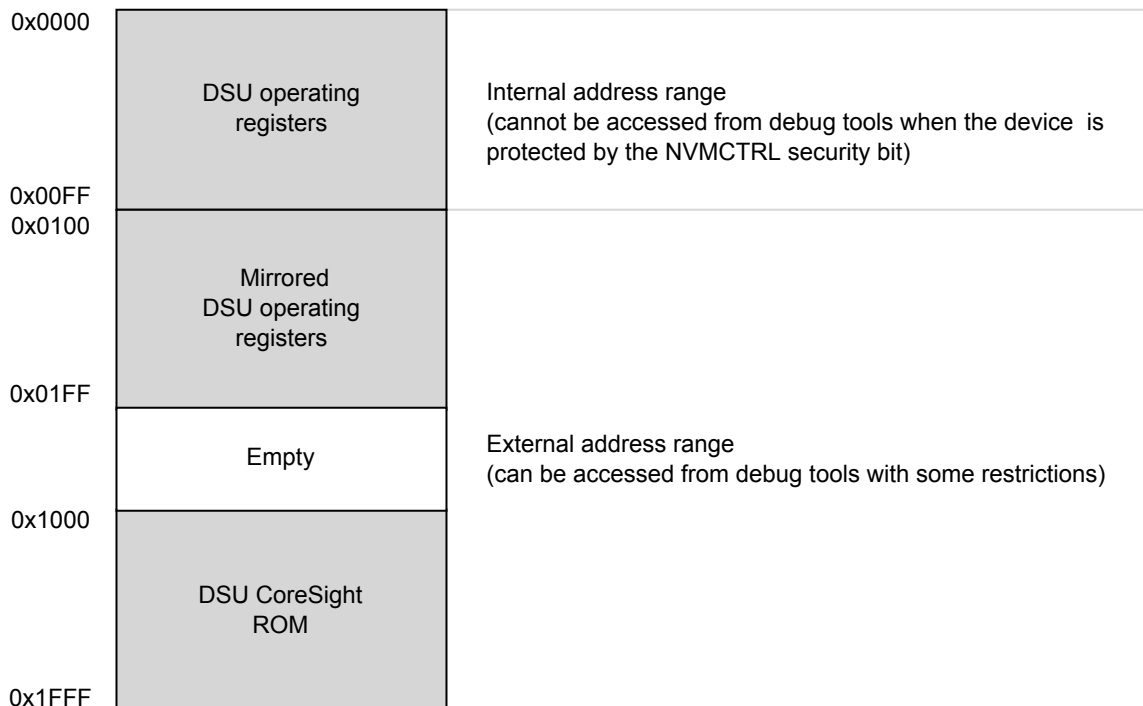 0x0000
DSU operating
registers
Internal address range
(cannot be accessed from debug tools when the device  is
protected by the NVMCTRL security bit)
0x00FF
0x0100
Mirrored
DSU operating
registers
0x01FF
Empty
External address range
(can be accessed from debug tools with some restrictions)
0x1000
DSU CoreSight
ROM
0x1FFF